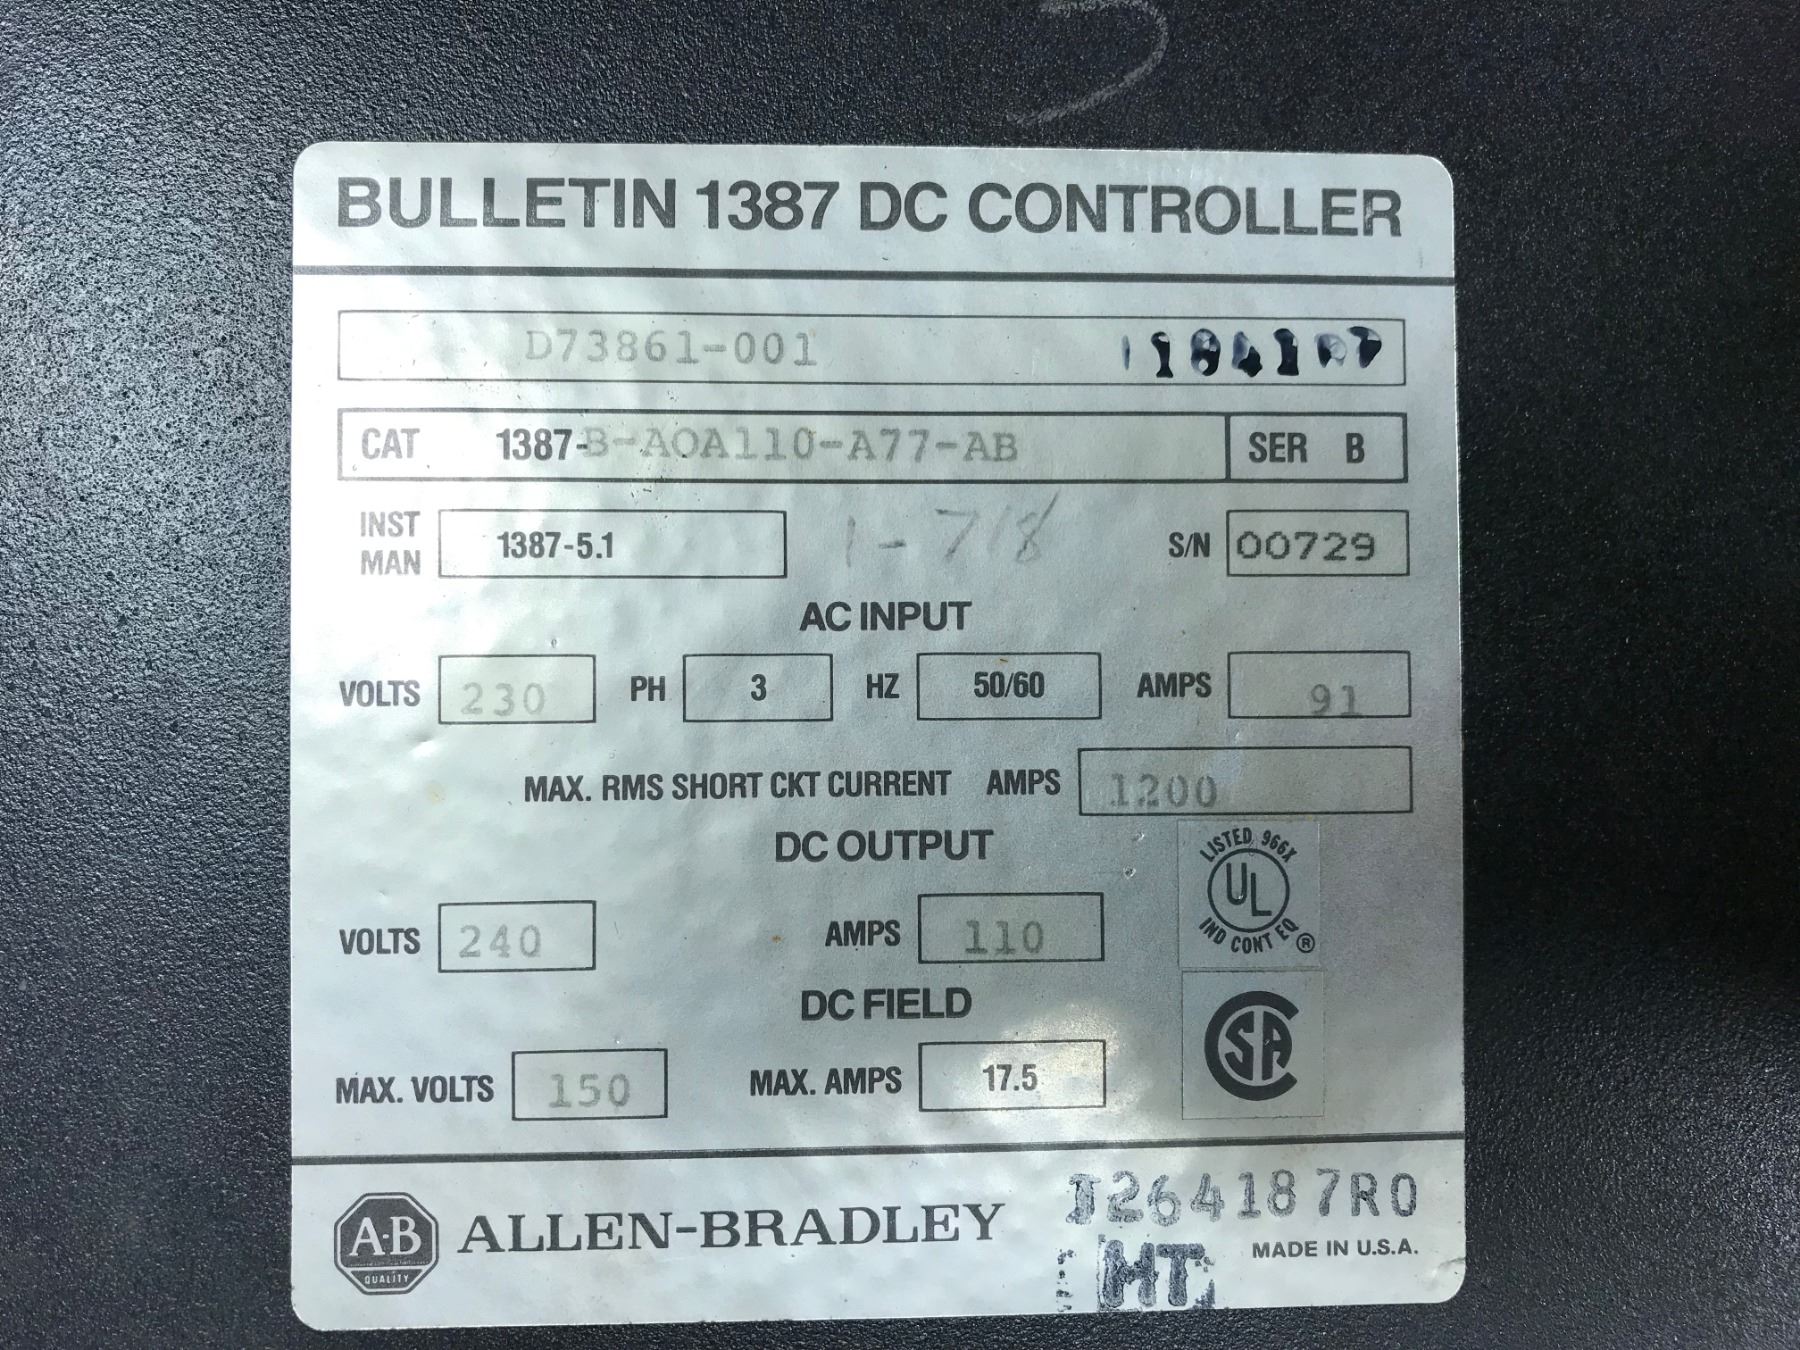 BULLETIN 1387 DC CONTROLLER
D73861-001
CAT 1387-B-AOA110-A77-AB SER B
INST MAN 1387-5.1 1-718 S/N 00729
AC INPUT
VOLTS 230 PH 3 HZ 50/60 AMPS 91
MAX. RMS SHORT CKT CURRENT AMPS 1200
DC OUTPUT
LISTED 966X
UL
IND CONT EQ ®
VOLTS 240 AMPS 110
DC FIELD
SA
MAX. VOLTS 150 MAX. AMPS 17.5
A-B QUALITY ALLEN-BRADLEY
264187R0
HT MADE IN U.S.A.